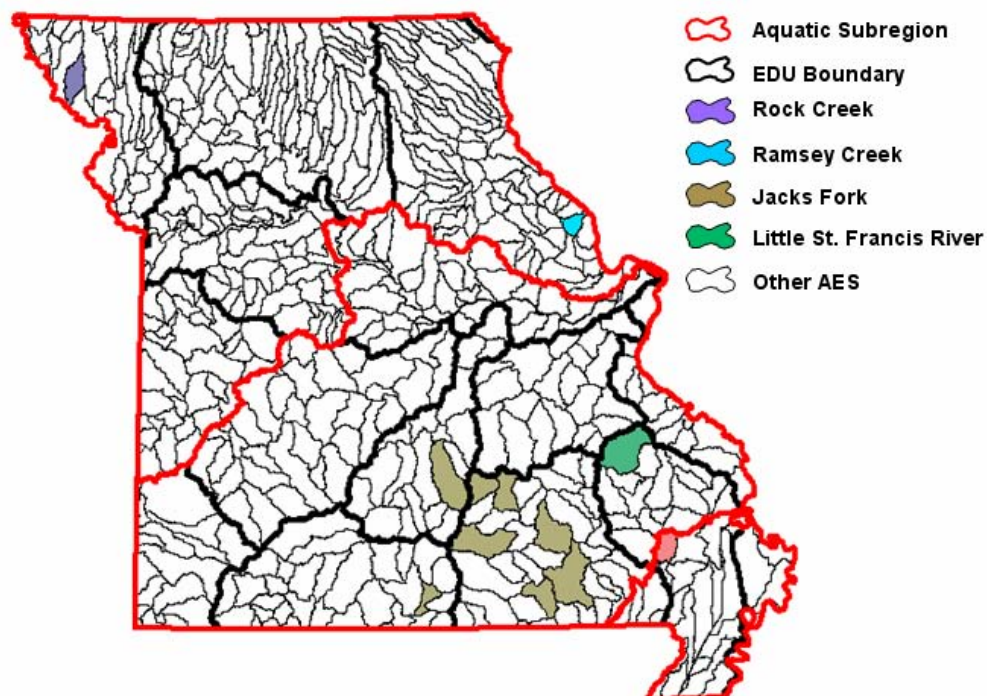 Aquatic Subregion
EDU Boundary
Rock Creek
Ramsey Creek
Jacks Fork
Little St. Francis River
Other AES